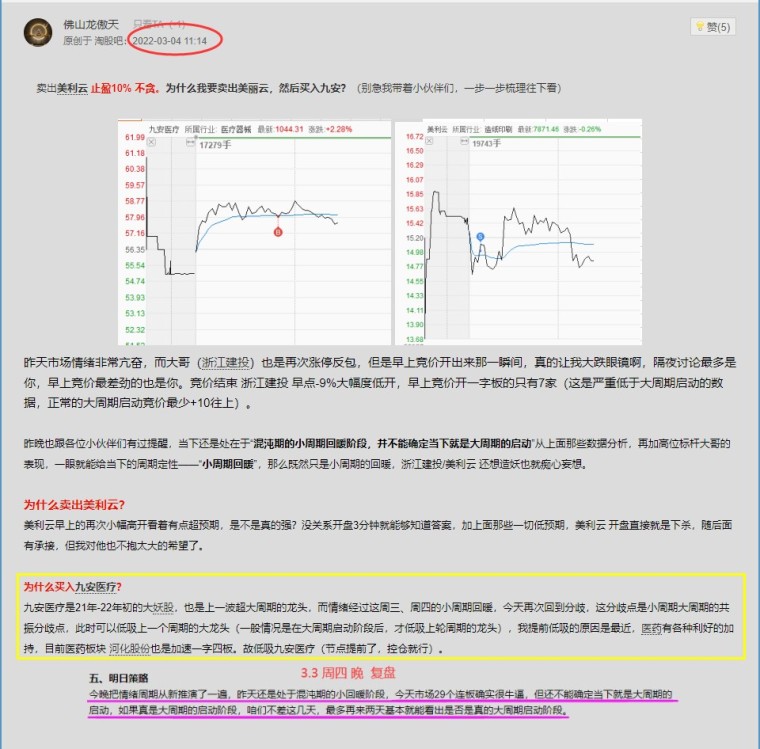 佛山龙傲天 只看TA (-1)
原创于 淘股吧: 2022-03-04 11:14
赞(5)
卖出美利云 止盈10% 不贪。为什么我要卖出美丽云，然后买入九安？（别急我带着小伙伴们，一步一步梳理往下看）
九安医疗 所属行业: 医疗器械 最新:1044.31 涨跌:+2.28%
17279手
61.99
61.18
60.38
59.57
58.77
57.96
57.16
56.35
55.54
54.74
53.93
53.13
52.32
B
美利云 所属行业: 造纸印刷 最新:7871.46 涨跌:-0.26%
19743手
16.72
16.50
16.29
16.07
15.85
15.63
15.42
15.20
14.98
14.77
14.55
14.33
14.11
13.90
13.68
S
昨天市场情绪非常亢奋，而大哥（浙江建投）也是再次涨停反包，但是早上竞价开出来那一瞬间，真的让我大跌眼镜啊，隔夜讨论最多是
你，早上竞价最差劲的也是你。竞价结束 浙江建投 早点-9%大幅度低开，早上竞价开一字板的只有7家（这是严重低于大周期启动的数
据，正常的大周期启动竞价最少+10往上）。
昨晚也跟各位小伙伴们有过提醒，当下还是处在于“混沌期的小周期回暖阶段，并不能确定当下就是大周期的启动”从上面那些数据分析，再加高位标杆大哥的
表现，一眼就能给当下的周期定性——“小周期回暖”，那么既然只是小周期的回暖，浙江建投/美利云 还想造妖也就痴心妄想。
为什么卖出美利云？
美利云早上的再次小幅高开看着有点超预期，是不是真的强？没关系开盘3分钟就能够知道答案，加上面那些一切低预期，美利云 开盘直接就是下杀，随后面
有承接，但我对他也不抱太大的希望了。
为什么买入九安医疗？
九安医疗是21年-22年初的大妖股，也是上一波超大周期的龙头，而情绪经过这周三、周四的小周期回暖，今天再次回到分歧，这分歧点是小周期大周期的共
振分歧点，此时可以低吸上一个周期的大龙头（一般情况是在大周期启动阶段后，才低吸上轮周期的龙头），我提前低吸的原因是最近，医药有各种利好的加
持，目前医药板块 河化股份也是加速一字四板。故低吸九安医疗（节点提前了，控仓就行）。
五、明日策略 3.3 周四 晚 复盘
今晚把情绪周期从新推演了一遍，昨天还是处于混沌期的小回暖阶段，今天市场29个连板确实很牛逼，但还不能确定当下就是大周期的
启动，如果真是大周期的启动阶段，咱们不差这几天，最多再来两天基本就能看出是否是真的大周期启动阶段。